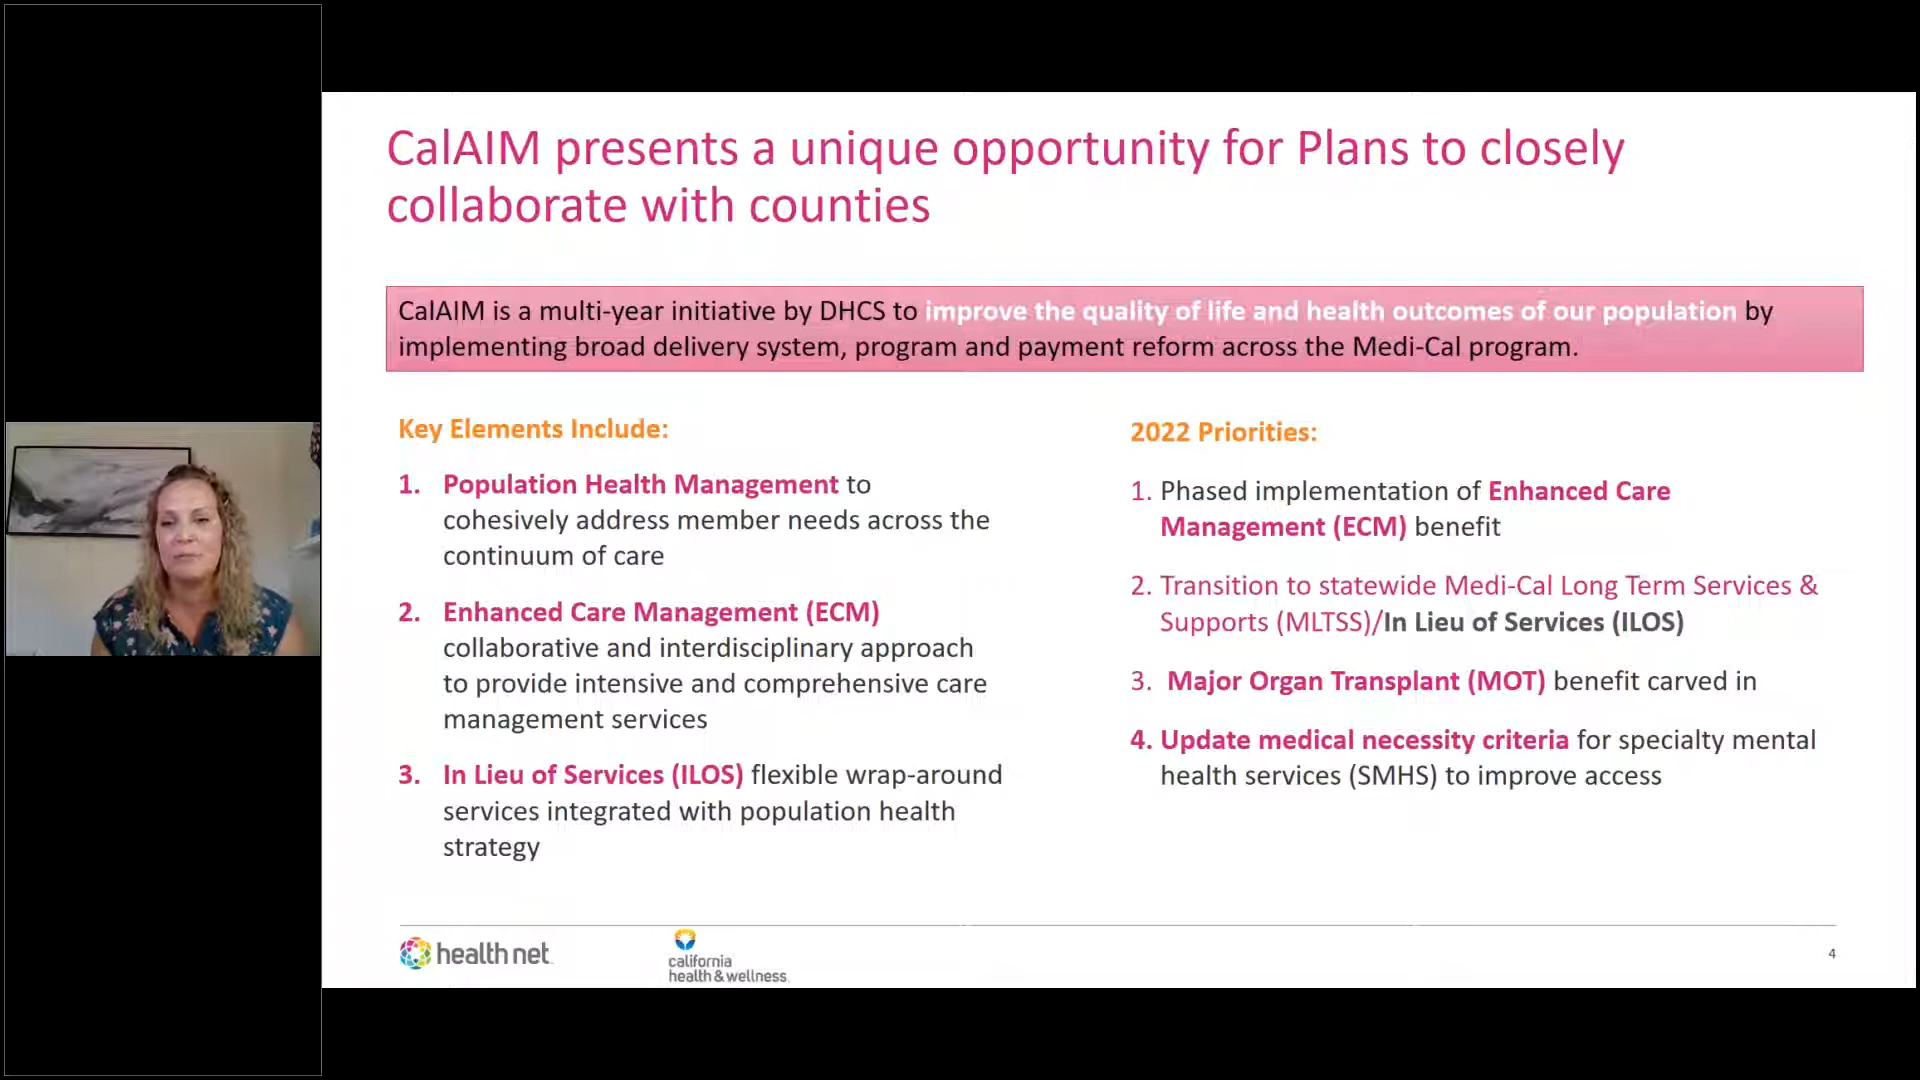 CalAIM presents a unique opportunity for Plans to closely
collaborate with counties
CalAIM is a multi-year initiative by DHCS to improve the quality of life and health outcomes of our population by
implementing broad delivery system, program and payment reform across the Medi-Cal program.
Key Elements Include:
1. Population Health Management to
cohesively address member needs across the
continuum of care
2. Enhanced Care Management (ECM)
collaborative and interdisciplinary approach
to provide intensive and comprehensive care
management services
3. In Lieu of Services (ILOS) flexible wrap-around
services integrated with population health
strategy
2022 Priorities:
1. Phased implementation of Enhanced Care
Management (ECM) benefit
2. Transition to statewide Medi-Cal Long Term Services &
Supports (MLTSS)/In Lieu of Services (ILOS)
3. Major Organ Transplant (MOT) benefit carved in
4. Update medical necessity criteria for specialty mental
health services (SMHS) to improve access
health net
california
health & wellness
4